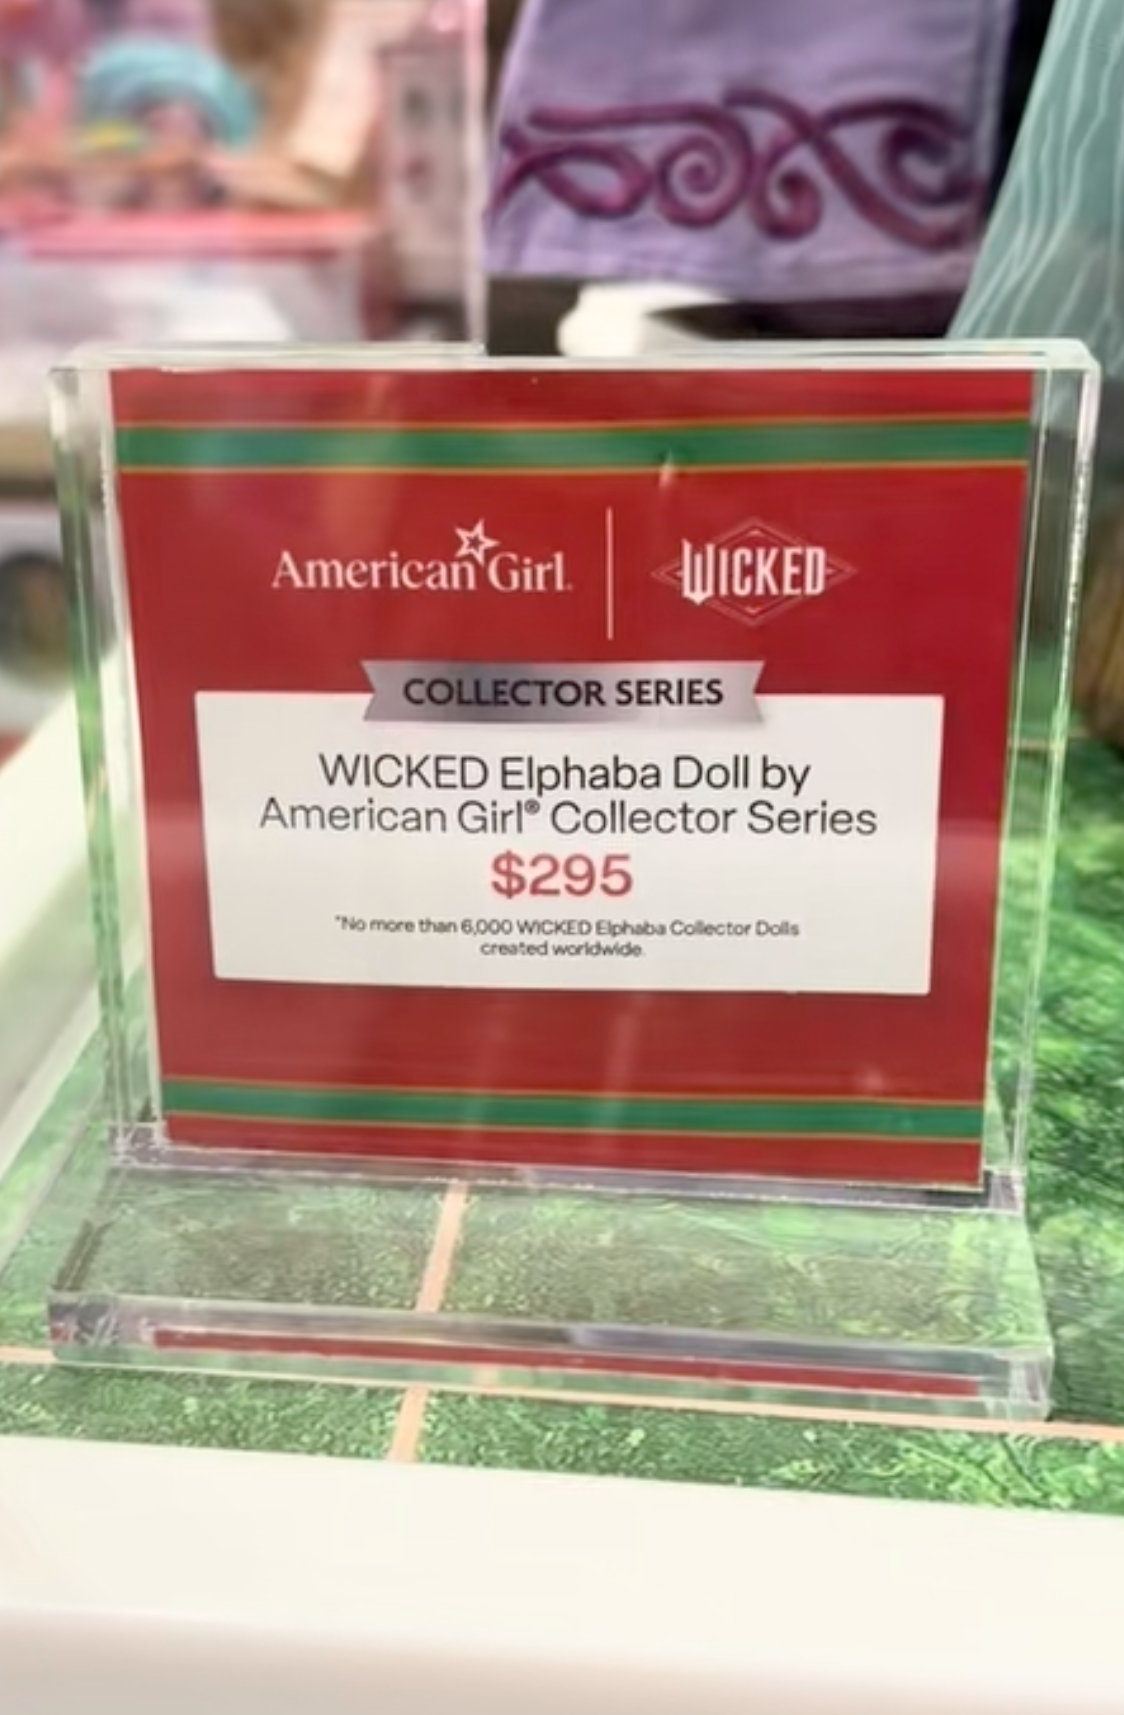 American Girl.
WICKED
COLLECTOR SERIES
WICKED Elphaba Doll by
American Girl® Collector Series
$295
*No more than 6,000 WICKED Elphaba Collector Dolls
created worldwide.